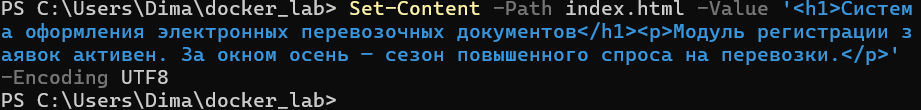 PS C:\Users\Dima\docker_lab> Set-Content -Path index.html -Value '<h1>Систем
а оформления электронных перевозочных документов</h1><p>Модуль регистрации з
аявок активен. За окном осень — сезон повышенного спроса на перевозки.</p>'
-Encoding UTF8
PS C:\Users\Dima\docker_lab>